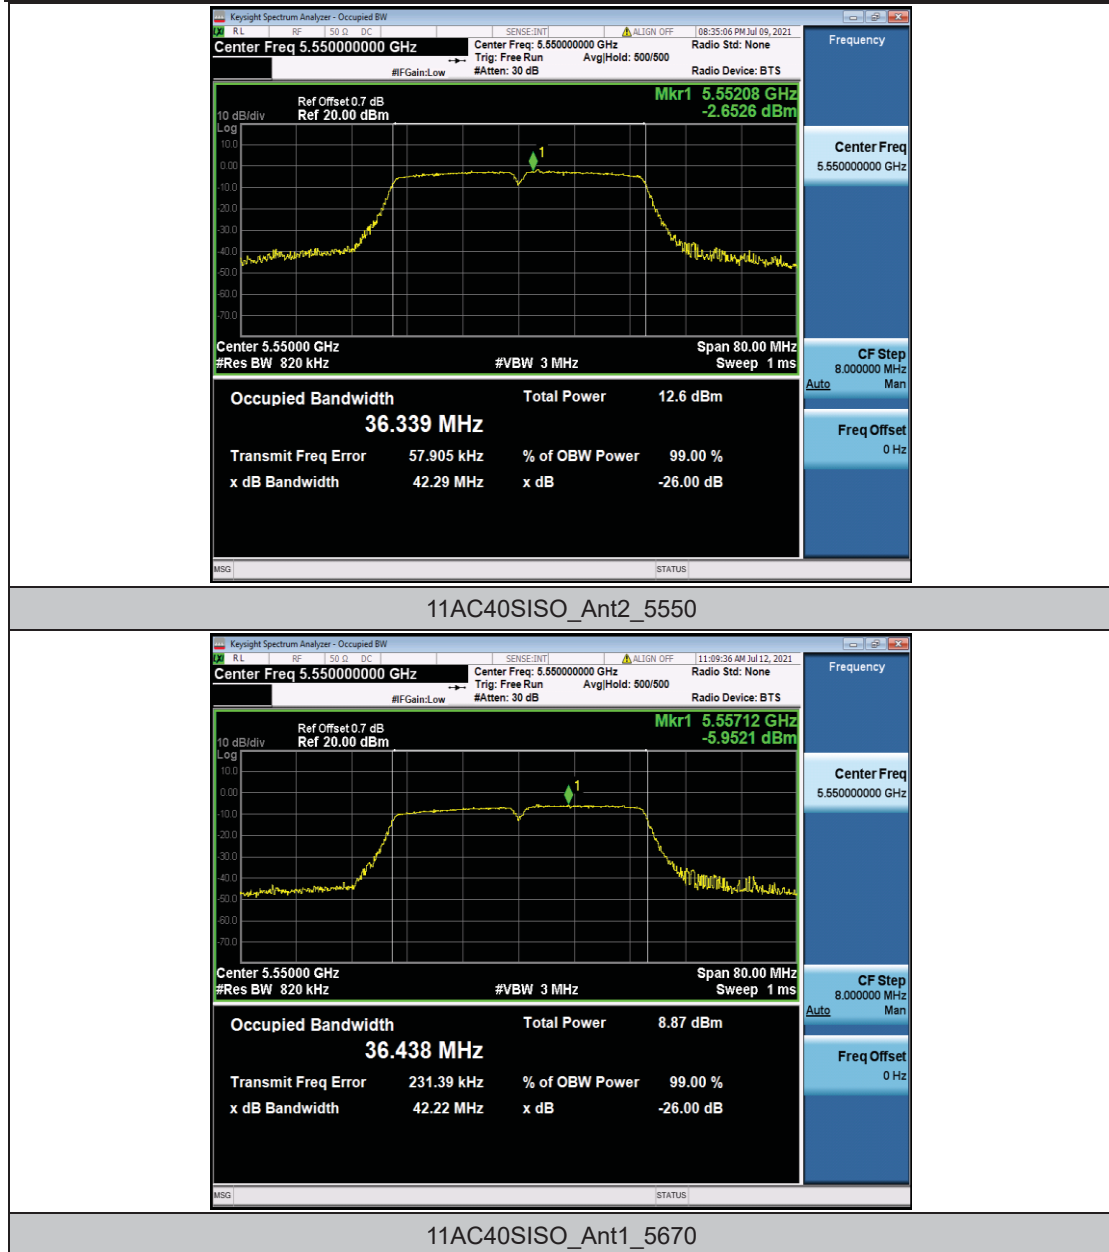 Keysight Spectrum Analyzer - Occupied BW
RL RF 50 Ω DC SENSE:INT ALIGN OFF 08:35:06 PM Jul 09, 2021
Center Freq 5.550000000 GHz Center Freq: 5.550000000 GHz Radio Std: None
Trig: Free Run Avg|Hold: 500/500
#IFGain:Low #Atten: 30 dB Radio Device: BTS
Frequency
Mkr1 5.55208 GHz
-2.6526 dBm
Ref Offset 0.7 dB
10 dB/div Ref 20.00 dBm
Log
10.0
0.00
-10.0
-20.0
-30.0
-40.0
-50.0
-60.0
-70.0
1
Center Freq
5.550000000 GHz
Center 5.55000 GHz Span 80.00 MHz
#Res BW 820 kHz #VBW 3 MHz Sweep 1 ms
CF Step
8.000000 MHz
Auto Man
Occupied Bandwidth Total Power 12.6 dBm
36.339 MHz
Transmit Freq Error 57.905 kHz % of OBW Power 99.00 %
x dB Bandwidth 42.29 MHz x dB -26.00 dB
Freq Offset
0 Hz
MSG STATUS
11AC40SISO_Ant2_5550
Keysight Spectrum Analyzer - Occupied BW
RL RF 50 Ω DC SENSE:INT ALIGN OFF 11:09:36 AM Jul 12, 2021
Center Freq 5.550000000 GHz Center Freq: 5.550000000 GHz Radio Std: None
Trig: Free Run Avg|Hold: 500/500
#IFGain:Low #Atten: 30 dB Radio Device: BTS
Frequency
Mkr1 5.55712 GHz
-5.9521 dBm
Ref Offset 0.7 dB
10 dB/div Ref 20.00 dBm
Log
10.0
0.00
-10.0
-20.0
-30.0
-40.0
-50.0
-60.0
-70.0
1
Center Freq
5.550000000 GHz
Center 5.55000 GHz Span 80.00 MHz
#Res BW 820 kHz #VBW 3 MHz Sweep 1 ms
CF Step
8.000000 MHz
Auto Man
Occupied Bandwidth Total Power 8.87 dBm
36.438 MHz
Transmit Freq Error 231.39 kHz % of OBW Power 99.00 %
x dB Bandwidth 42.22 MHz x dB -26.00 dB
Freq Offset
0 Hz
MSG STATUS
11AC40SISO_Ant1_5670